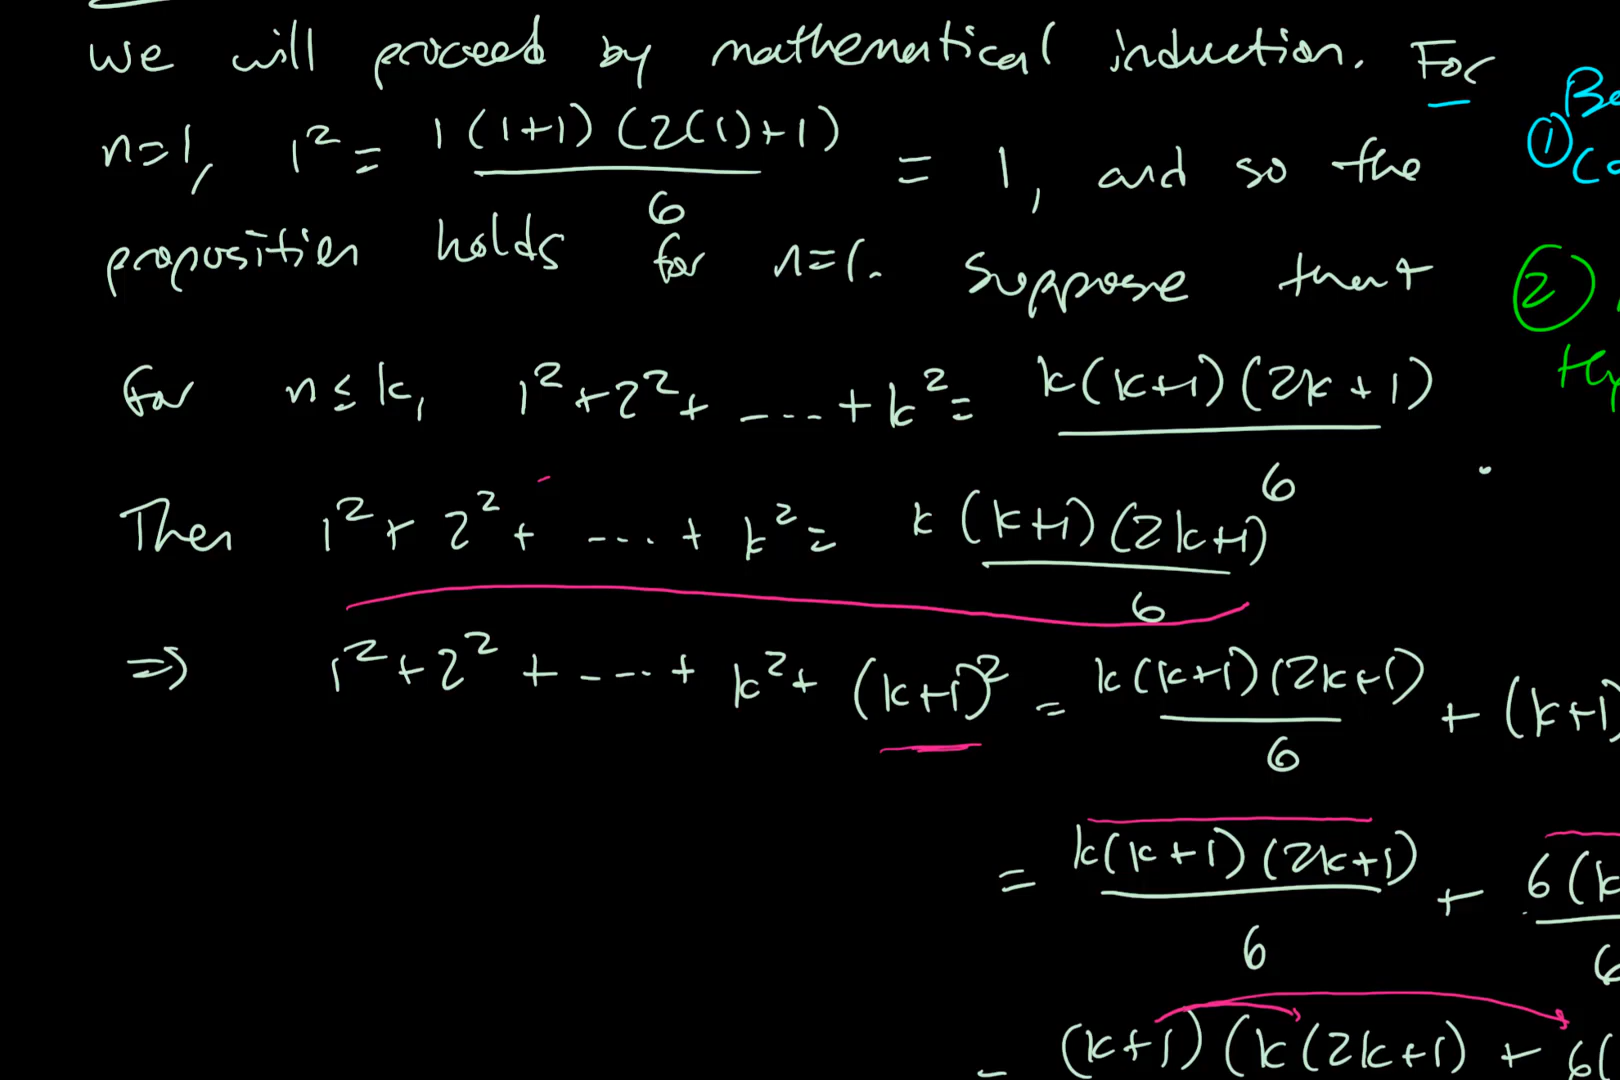 We will proceed by mathematical induction. For
n=1, 1² = 1(1+1)(2(1)+1)/6 = 1, and so the
proposition holds for n=1. Suppose that
for n≤k, 1²+2²+----+k²= k(k+1)(2k+1)/6.
Then 1²+2²+----+k²= k(k+1)(2k+1)/6
⇒ 1²+2²+----+k²+(k+1)² = k(k+1)(2k+1)/6 + (k+1)
= k(k+1)(2k+1)/6 + 6(k/6
= (k+1)(k(2k+1)+6(
①
②